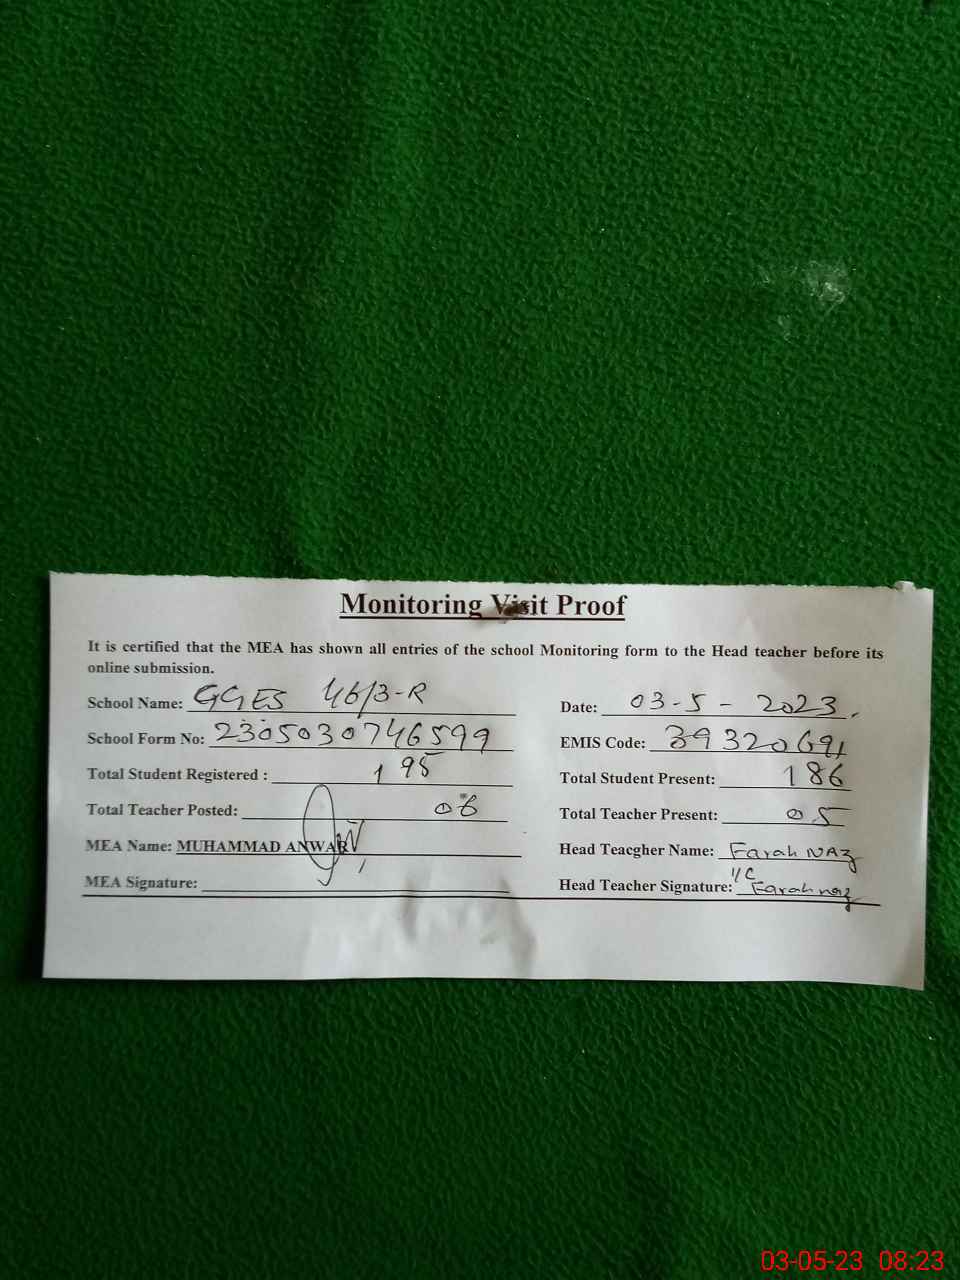 Monitoring Visit Proof
It is certified that the MEA has shown all entries of the school Monitoring form to the Head teacher before its
online submission.
School Name: GGES 46/3-R Date: 03-5-2023
School Form No: 2305030746599 EMIS Code: 39320691
Total Student Registered : 195 Total Student Present: 186
Total Teacher Posted: 06 Total Teacher Present: 05
MEA Name: MUHAMMAD ANWAR Head Teacgher Name: Farah NAZ
MEA Signature: Head Teacher Signature: I/C Farah naz
03-05-23 08:23